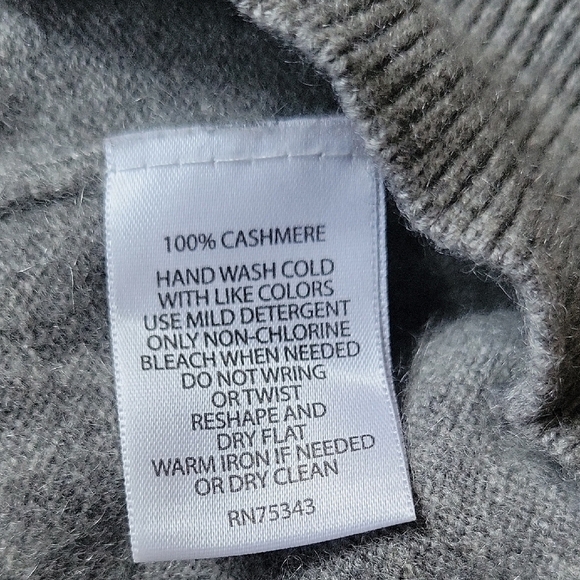 100% CASHMERE
HAND WASH COLD
WITH LIKE COLORS
USE MILD DETERGENT
ONLY NON-CHLORINE
BLEACH WHEN NEEDED
DO NOT WRING
OR TWIST
RESHAPE AND
DRY FLAT
WARM IRON IF NEEDED
OR DRY CLEAN
RN75343